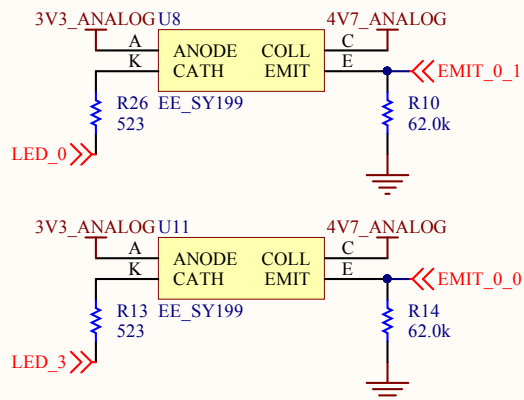 3V3_ANALOG U8 4V7_ANALOG
A ANODE COLL C
K CATH EMIT E EMIT_0_1
R26 EE_SY199 R10
523 62.0k
LED_0
3V3_ANALOG U11 4V7_ANALOG
A ANODE COLL C
K CATH EMIT E EMIT_0_0
R13 EE_SY199 R14
523 62.0k
LED_3